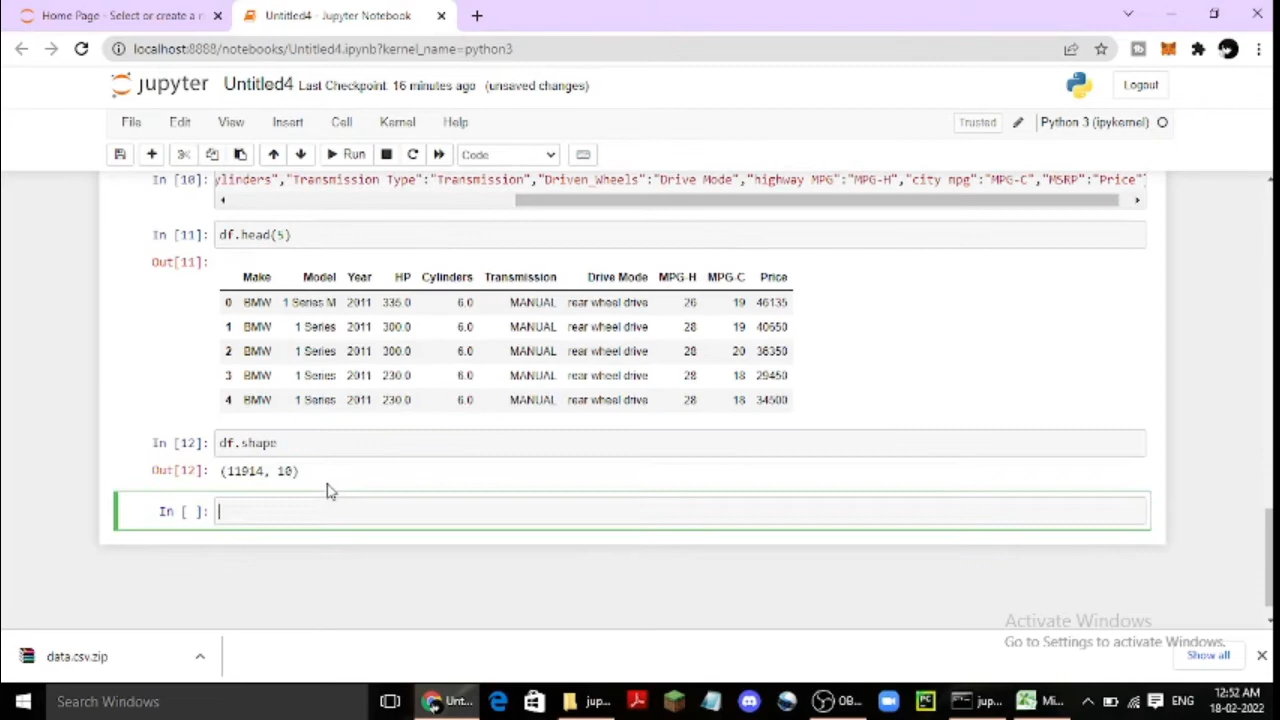 Home Page - Select or create a n
Untitled4 - Jupyter Notebook
localhost:8888/notebooks/Untitled4.ipynb?kernel_name=python3
jupyter Untitled4 Last Checkpoint: 16 minutes ago (unsaved changes)
Logout
File Edit View Insert Cell Kernel Help
Trusted
Python 3 (ipykernel)
Run
Code
In [10]: ylinders","Transmission Type":"Transmission","Driven_Wheels":"Drive Mode","highway MPG":"MPG-H","city mpg":"MPG-C","MSRP":"Price"
In [11]: df.head(5)
Out[11]:
Make Model Year HP Cylinders Transmission Drive Mode MPG-H MPG-C Price
0 BMW 1 Series M 2011 335.0 6.0 MANUAL rear wheel drive 26 19 46135
1 BMW 1 Series 2011 300.0 6.0 MANUAL rear wheel drive 28 19 40650
2 BMW 1 Series 2011 300.0 6.0 MANUAL rear wheel drive 28 20 36350
3 BMW 1 Series 2011 230.0 6.0 MANUAL rear wheel drive 28 18 29450
4 BMW 1 Series 2011 230.0 6.0 MANUAL rear wheel drive 28 18 34500
In [12]: df.shape
Out[12]: (11914, 10)
In [ ]:
Activate Windows
Go to Settings to activate Windows.
data.csv.zip
Show all
Search Windows
Unt...
jup...
PC
OB...
jup...
Mi...
ENG
12:52 AM
18-02-2022